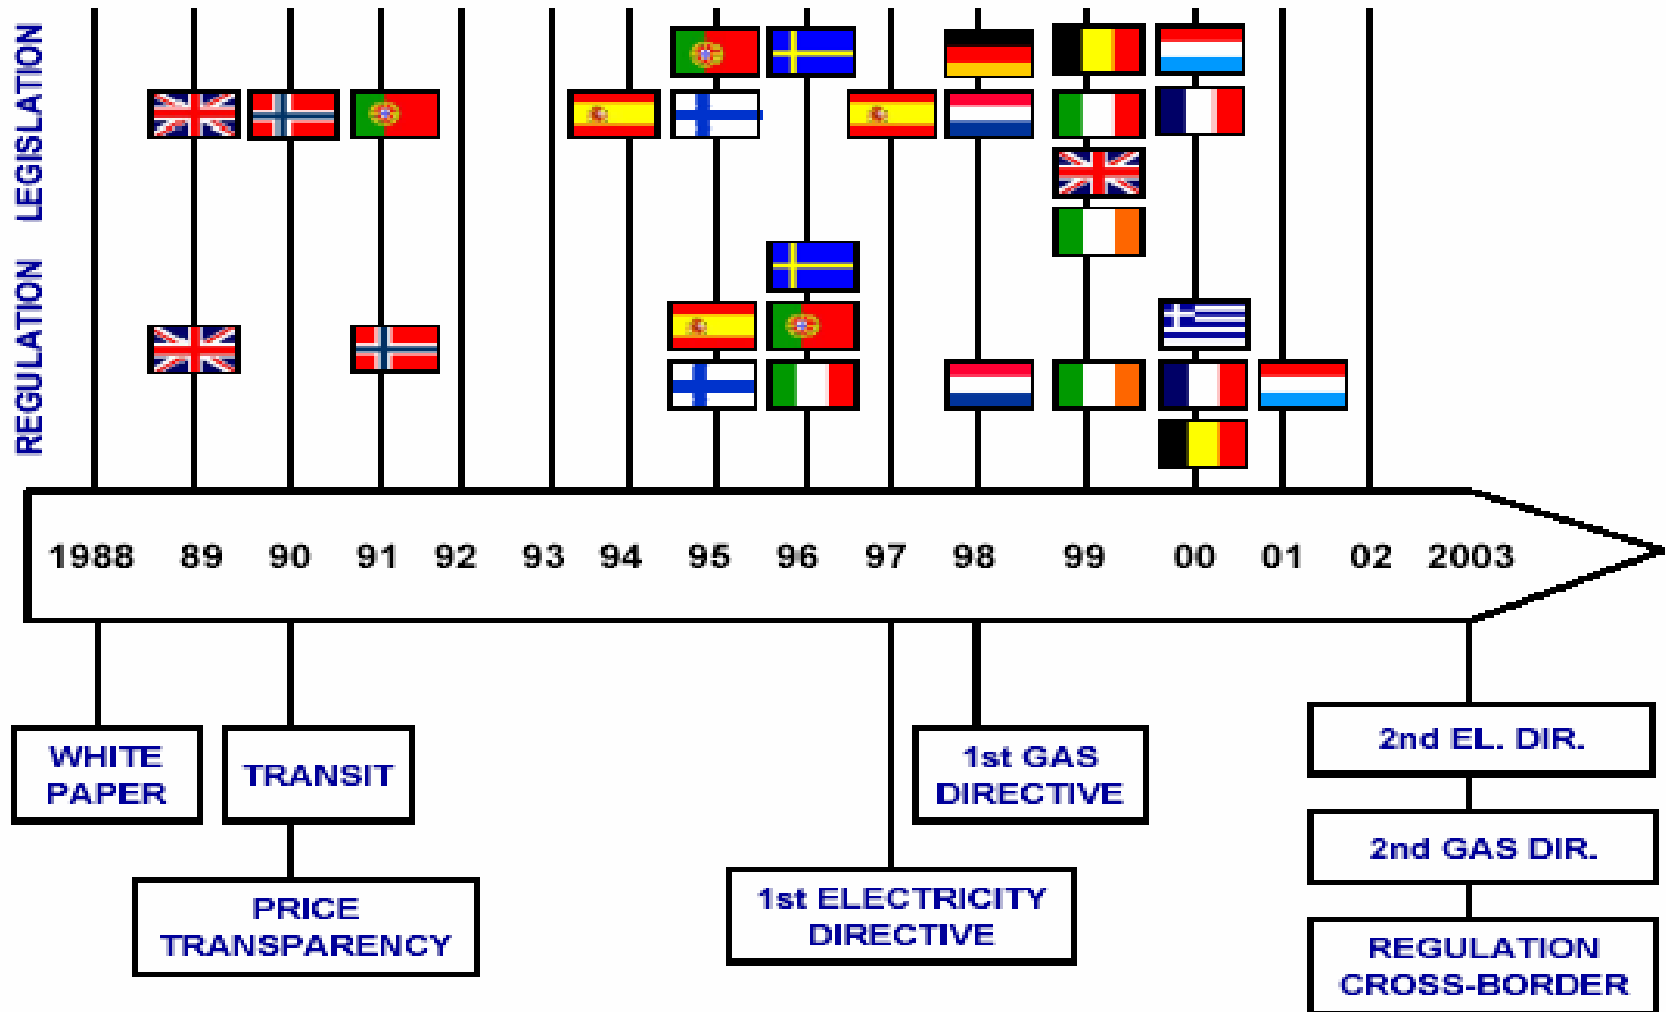 LEGISLATION
REGULATION
1988 89 90 91 92 93 94 95 96 97 98 99 00 01 02 2003
WHITE
PAPER
TRANSIT
PRICE
TRANSPARENCY
1st ELECTRICITY
DIRECTIVE
1st GAS
DIRECTIVE
2nd EL. DIR.
2nd GAS DIR.
REGULATION
CROSS-BORDER